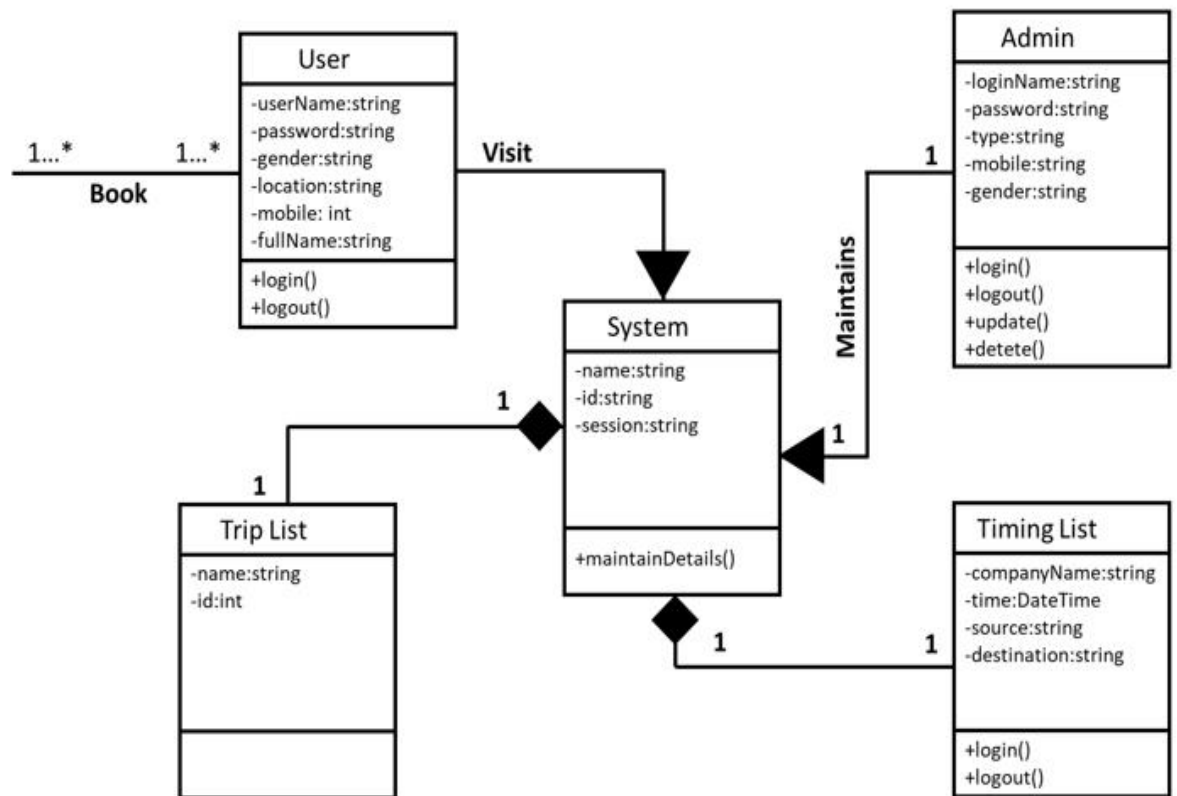 User
-userName:string
-password:string
-gender:string
-location:string
-mobile: int
-fullName:string
+login()
+logout()
1...*
1...*
Book
Visit
Admin
-loginName:string
-password:string
-type:string
-mobile:string
-gender:string
+login()
+logout()
+update()
+detete()
1
Maintains
1
System
-name:string
-id:string
-session:string
+maintainDetails()
1
1
Trip List
-name:string
-id:int
1
1
Timing List
-companyName:string
-time:DateTime
-source:string
-destination:string
+login()
+logout()